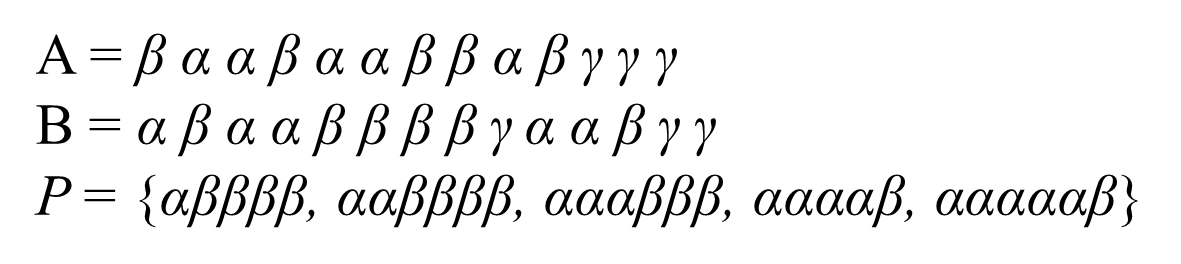 A = β α α β α α β β α β γ γ γ
B = α β α α β β β β γ α α β γ γ
P = {αββββ, ααββββ, αααβββ, ααααβ, αααααβ}